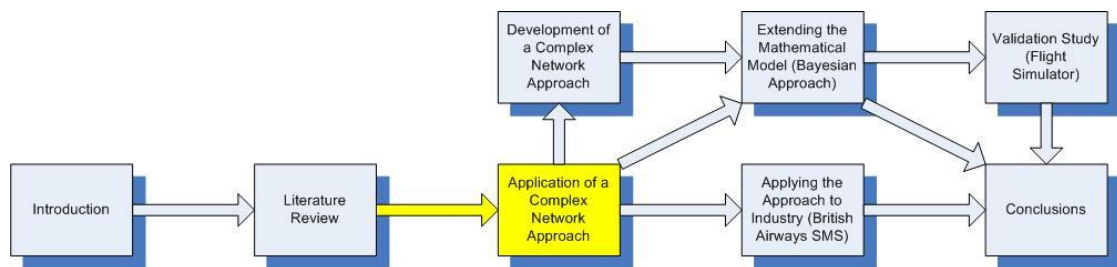 Development of
a Complex
Network
Approach
Extending the
Mathematical
Model (Bayesian
Approach)
Validation Study
(Flight
Simulator)
Introduction
Literature
Review
Application of a
Complex
Network
Approach
Applying the
Approach to
Industry (British
Airways SMS)
Conclusions